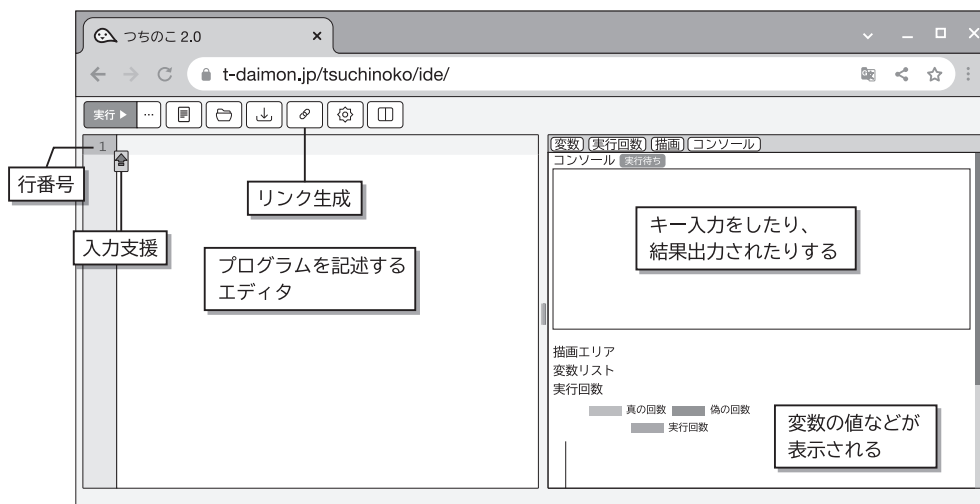 つちのこ 2.0
t-daimon.jp/tsuchinoko/ide/
実行
1
変数 実行回数 描画 コンソール
コンソール 実行待ち
行番号
入力支援
リンク生成
プログラムを記述する
エディタ
キー入力をしたり、
結果出力されたりする
描画エリア
変数リスト
実行回数
真の回数 偽の回数
実行回数
変数の値などが
表示される